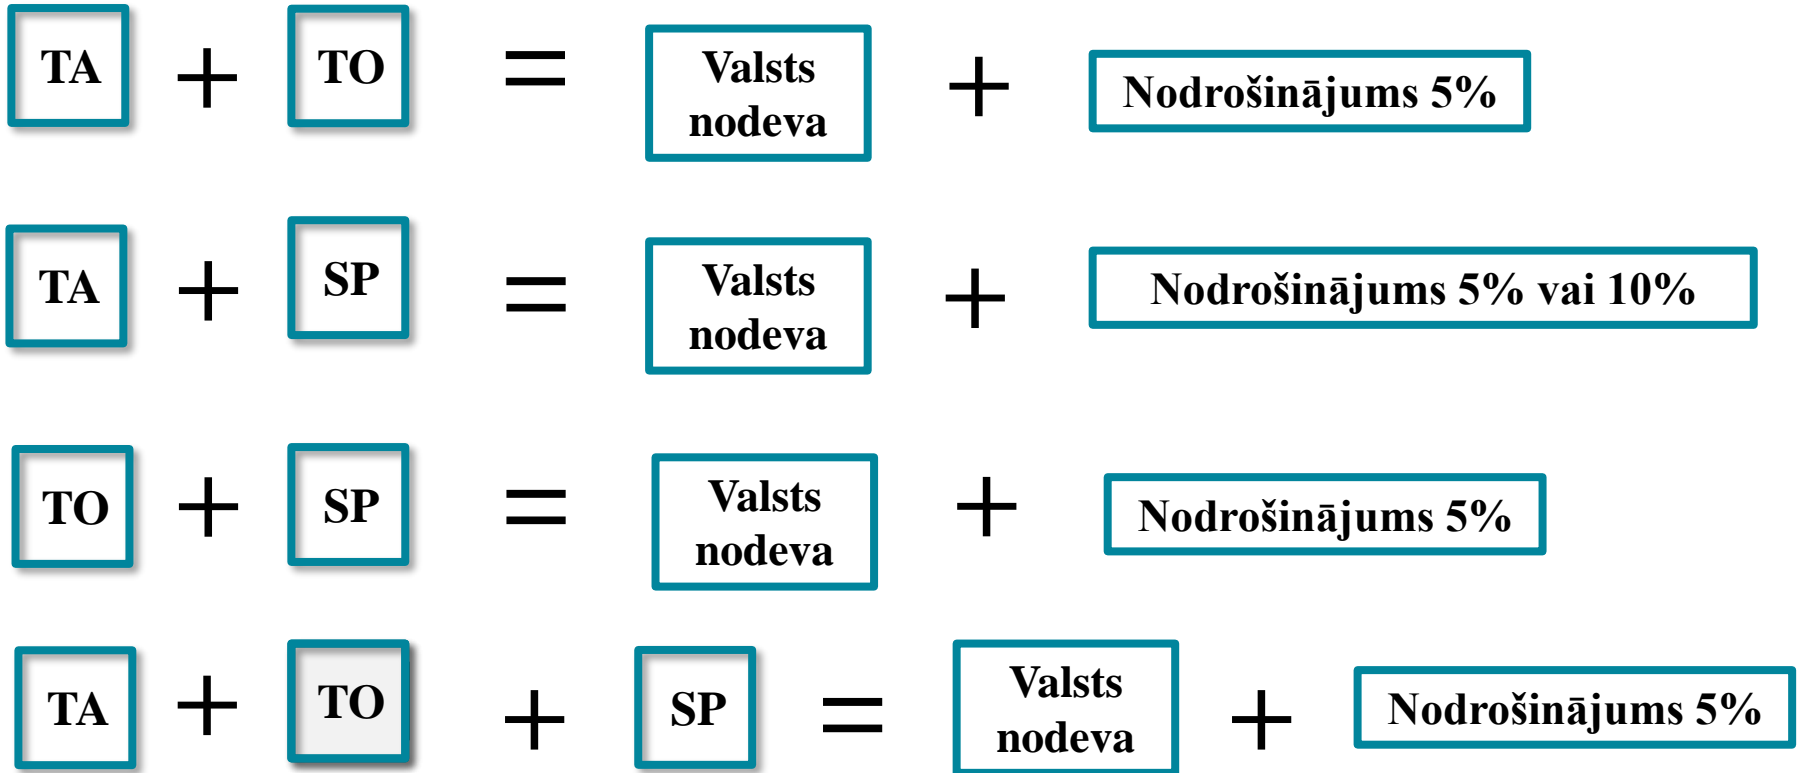 TA + TO = Valsts + Nodrošinājums 5%
nodeva
TA + SP = Valsts + Nodrošinājums 5% vai 10%
nodeva
TO + SP = Valsts + Nodrošinājums 5%
nodeva
TA + TO + SP = Valsts + Nodrošinājums 5%
nodeva